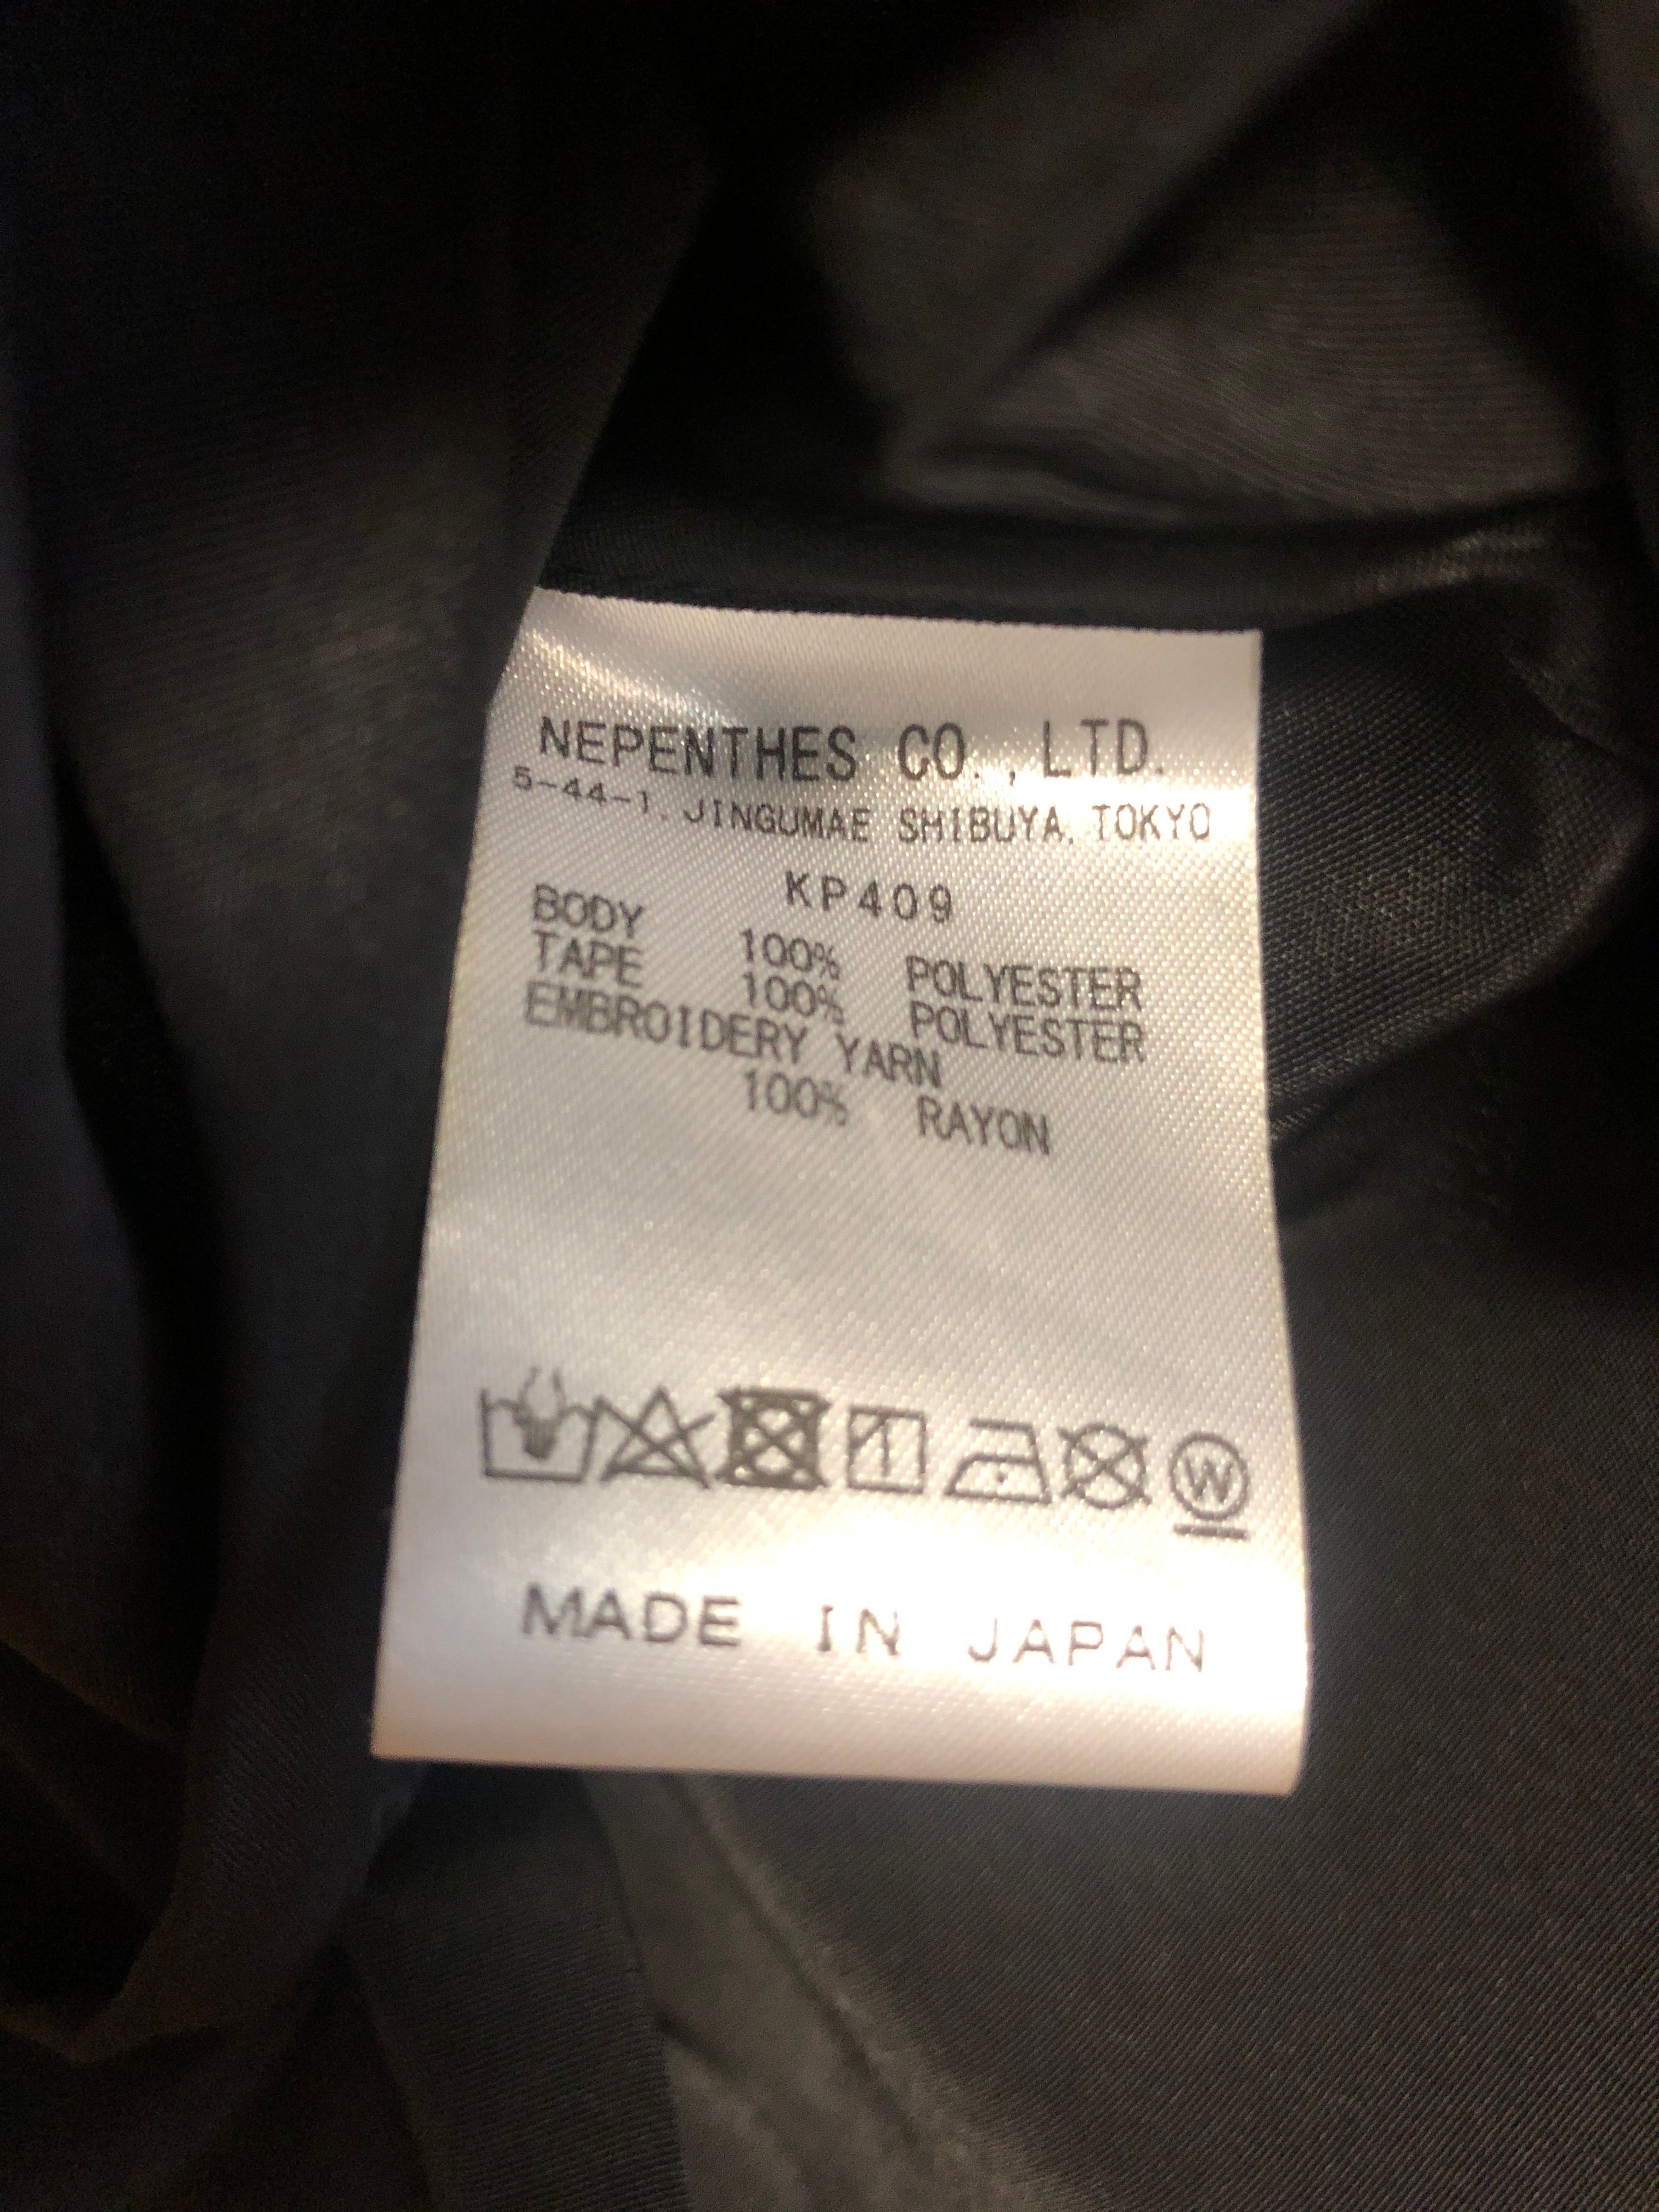 NEPENTHES CO., LTD.
5-44-1. JINGUMAE SHIBUYA, TOKYO
KP409
BODY 100% POLYESTER
TAPE 100% POLYESTER
EMBROIDERY YARN
100% RAYON
W
MADE IN JAPAN